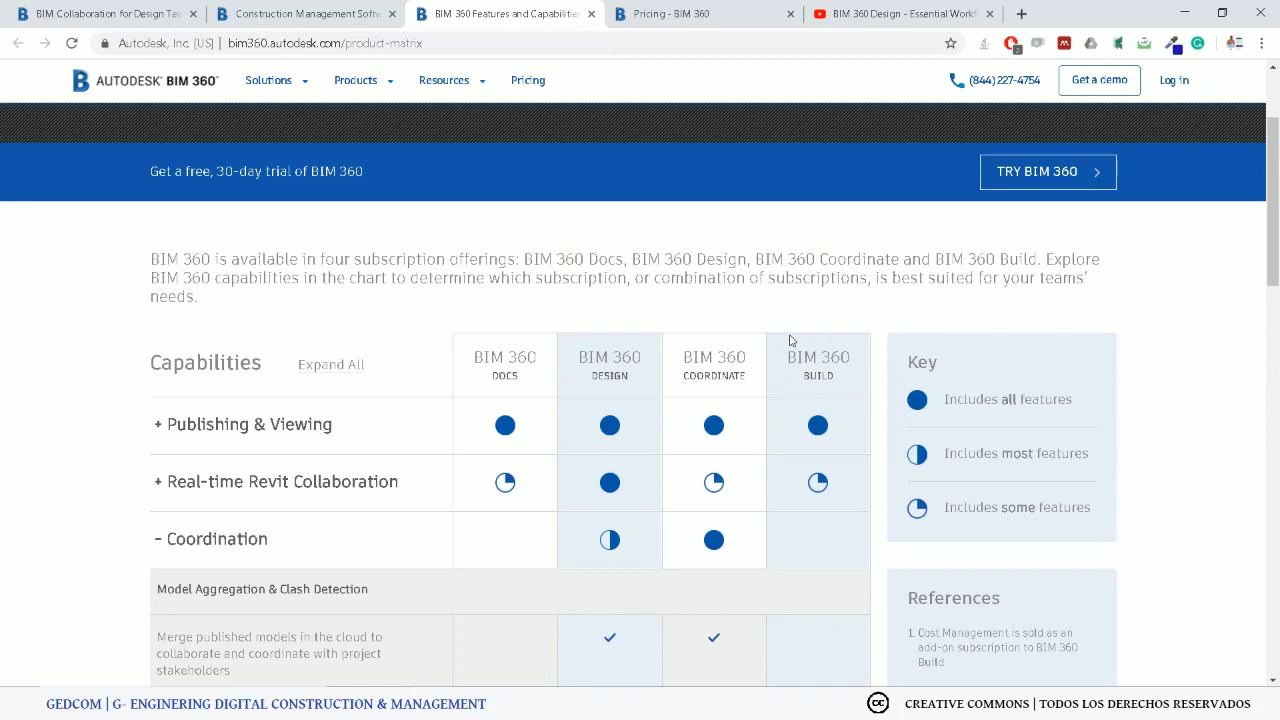 BIM Collaboration for Design Tea
Construction Management Softw
BIM 360 Features and Capabilities
Pricing - BIM 360
BIM 360 Design - Essential Workfl
Autodesk, Inc. [US] | bim360.autodesk.com/product-matrix
2
B AUTODESK® BIM 360™
Solutions
Products
Resources
Pricing
(844) 227-4754
Get a demo
Log in
Get a free, 30-day trial of BIM 360
TRY BIM 360
BIM 360 is available in four subscription offerings: BIM 360 Docs, BIM 360 Design, BIM 360 Coordinate and BIM 360 Build. Explore
BIM 360 capabilities in the chart to determine which subscription, or combination of subscriptions, is best suited for your teams'
needs.
Capabilities
Expand All
BIM 360
DOCS
BIM 360
DESIGN
BIM 360
COORDINATE
BIM 360
BUILD
+ Publishing & Viewing
+ Real-time Revit Collaboration
- Coordination
Model Aggregation & Clash Detection
Merge published models in the cloud to
collaborate and coordinate with project
stakeholders
Key
Includes all features
Includes most features
Includes some features
References
1. Cost Management is sold as an
add-on subscription to BIM 360
Build
GEDCOM | G- ENGINERING DIGITAL CONSTRUCTION & MANAGEMENT
cc
CREATIVE COMMONS | TODOS LOS DERECHOS RESERVADOS